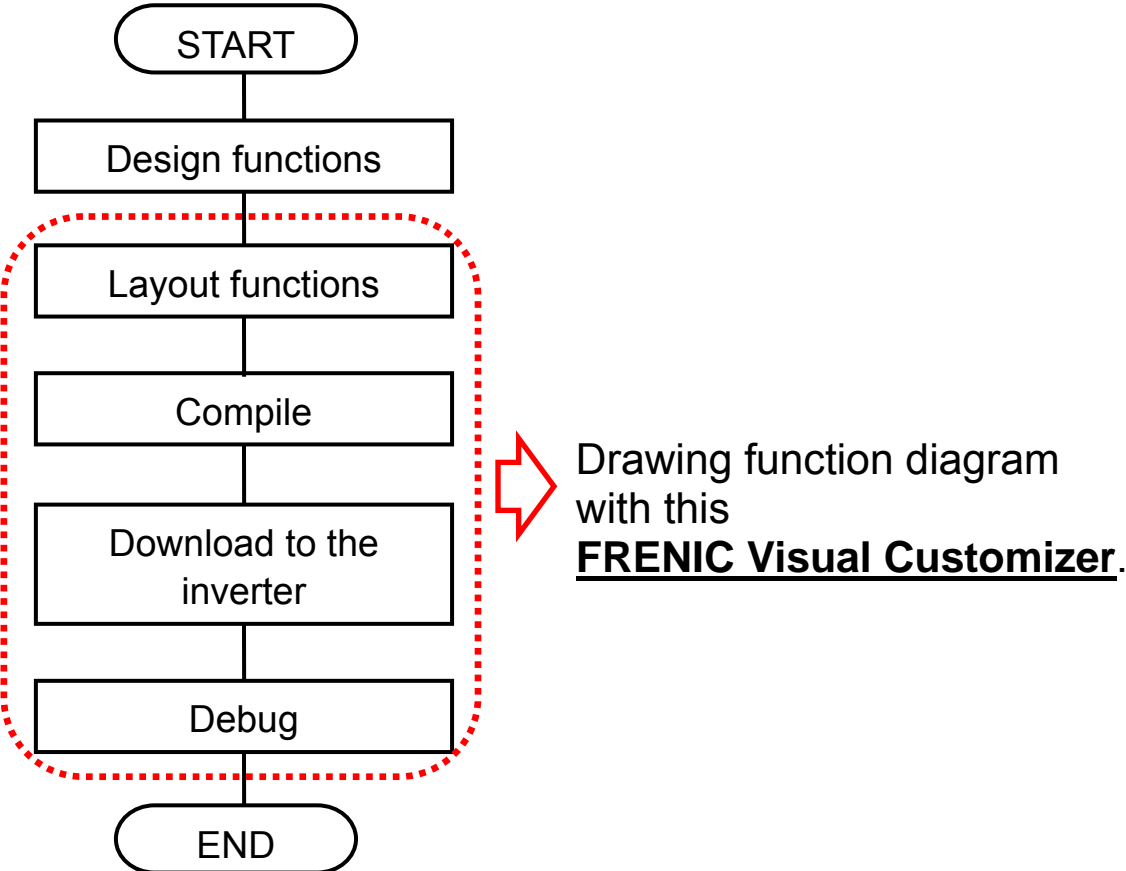 START
Design functions
Layout functions
Compile
Download to the
inverter
Debug
END
Drawing function diagram
with this
FRENIC Visual Customizer.